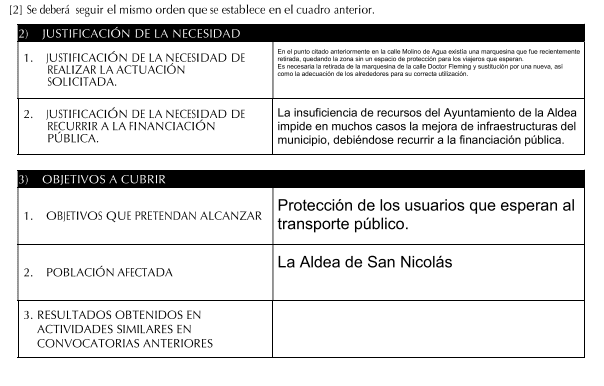 [2] Se deberá seguir el mismo orden que se establece en el cuadro anterior.
2) JUSTIFICACIÓN DE LA NECESIDAD
1. JUSTIFICACIÓN DE LA NECESIDAD DE
REALIZAR LA ACTUACIÓN
SOLICITADA.
En el punto citado anteriormente en la calle Molino de Agua existía una marquesina que fue recientemente
retirada, quedando la zona sin un espacio de protección para los viajeros que esperan.
Es necesaria la retirada de la marquesina de la calle Doctor Fleming y sustitución por una nueva, así
como la adecuación de los alrededores para su correcta utilización.
2. JUSTIFICACIÓN DE LA NECESIDAD DE
RECURRIR A LA FINANCIACIÓN
PÚBLICA.
La insuficiencia de recursos del Ayuntamiento de la Aldea
impide en muchos casos la mejora de infraestructuras del
municipio, debiéndose recurrir a la financiación pública.
3) OBJETIVOS A CUBRIR
1. OBJETIVOS QUE PRETENDAN ALCANZAR
Protección de los usuarios que esperan al
transporte público.
2. POBLACIÓN AFECTADA
La Aldea de San Nicolás
3. RESULTADOS OBTENIDOS EN
ACTIVIDADES SIMILARES EN
CONVOCATORIAS ANTERIORES